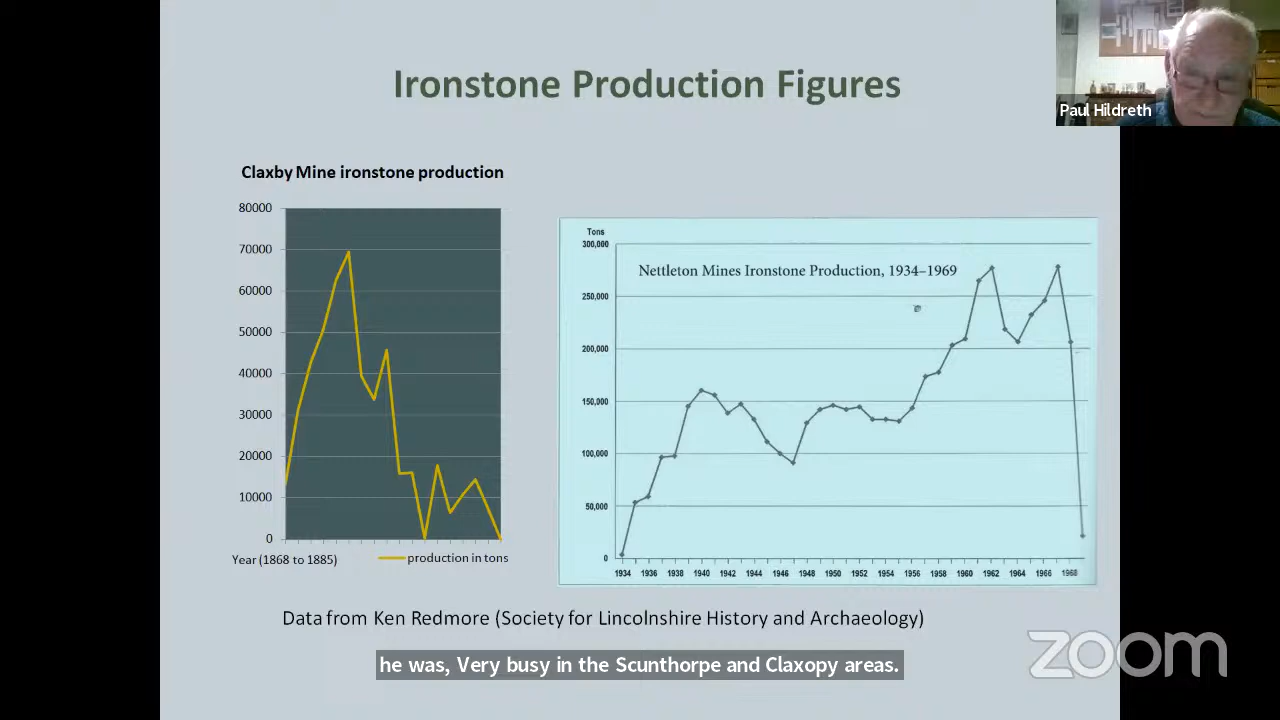 Ironstone Production Figures
Paul Hildreth
Claxby Mine ironstone production
80000
70000
60000
50000
40000
30000
20000
10000
0
Year (1868 to 1885)
production in tons
Tons
300,000
250,000
200,000
150,000
100,000
50,000
0
Nettleton Mines Ironstone Production, 1934–1969
1934 1936 1938 1940 1942 1944 1946 1948 1950 1952 1954 1956 1958 1960 1962 1964 1966 1968
Data from Ken Redmore (Society for Lincolnshire History and Archaeology)
he was, Very busy in the Scunthorpe and Claxopy areas.
zoom